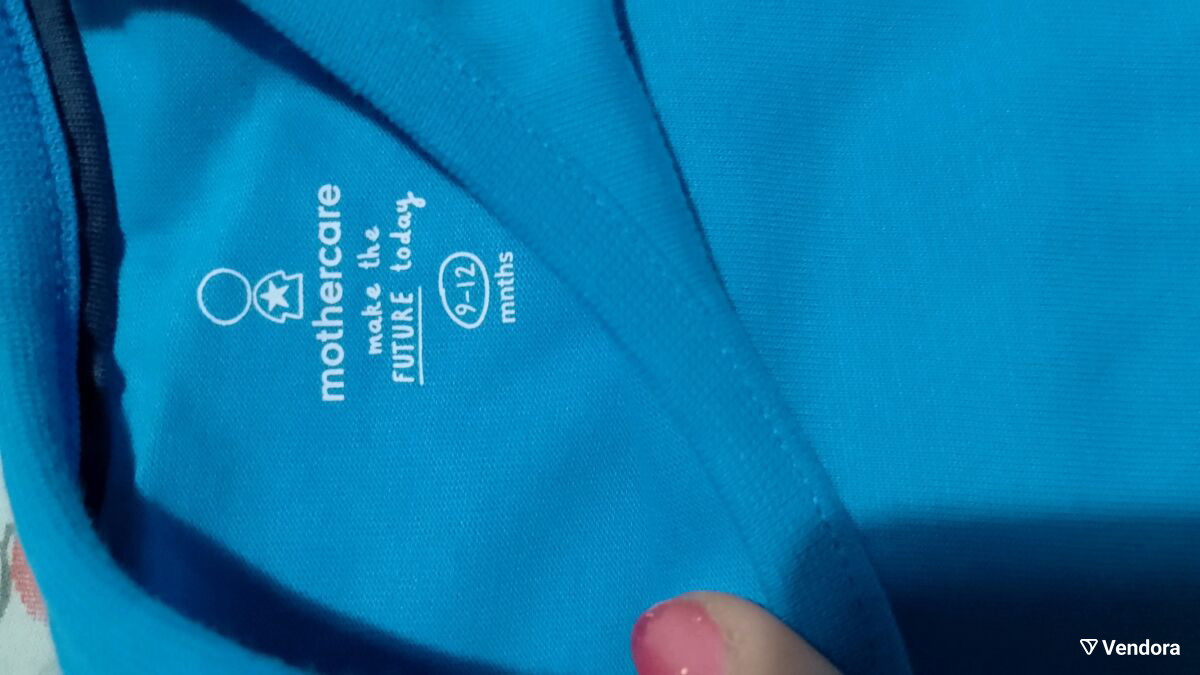 mothercare
make the
FUTURE today
9-12
mnths
Vendora